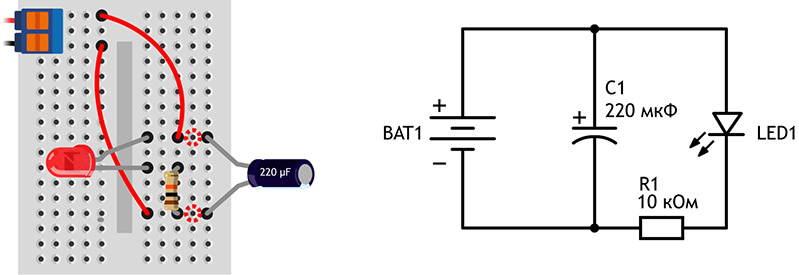 220 µF
BAT1
+
−
C1
220 мкФ
+
LED1
R1
10 кОм